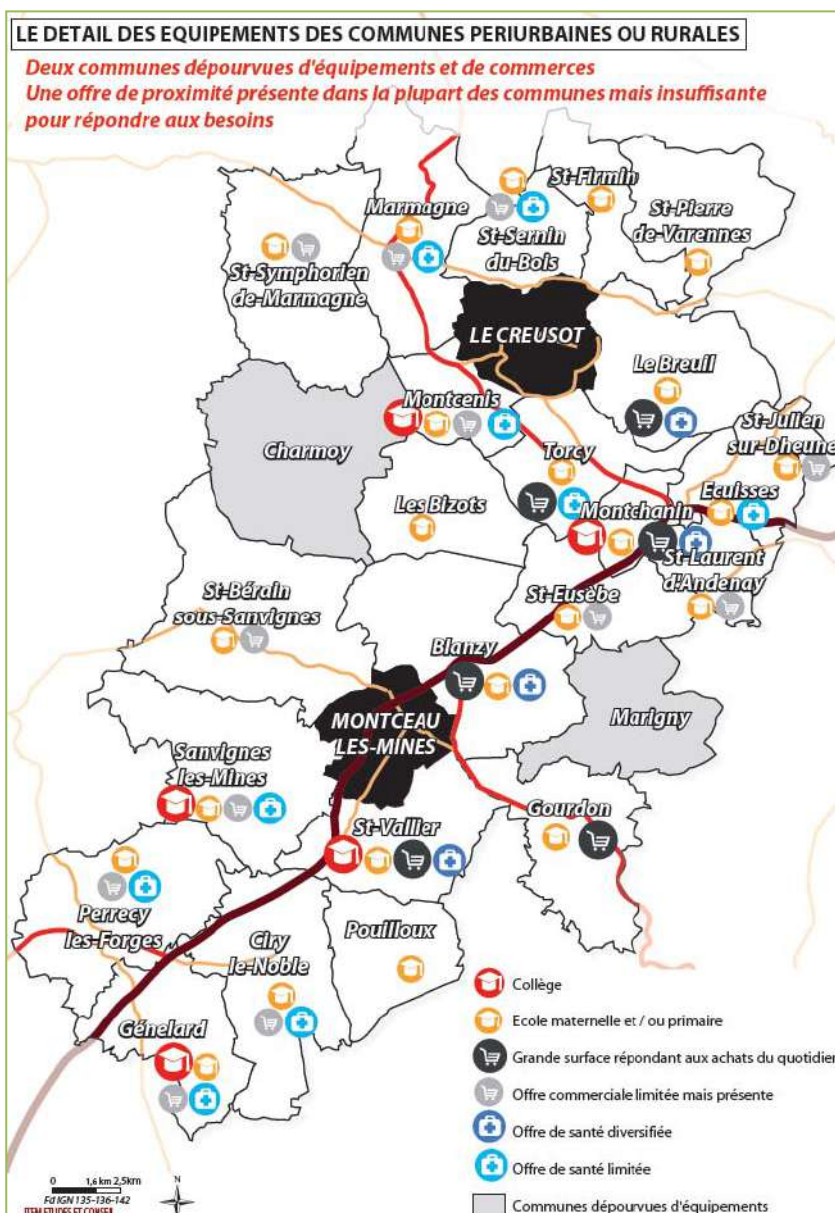 LE DETAIL DES EQUIPEMENTS DES COMMUNES PERIURBAINES OU RURALES
Deux communes dépourvues d'équipements et de commerces
Une offre de proximité présente dans la plupart des communes mais insuffisante
pour répondre aux besoins
St-Firmin
Marmagne
St-Pierre
de-Varennes
St-Sernin
du-Bois
St-Symphorien
de-Marmagne
LE CREUSOT
Le Breuil
Montcenis
St-Julien
sur-Dheune
Charmoy
Torcy
Ecuisses
Les Bizots
Montchanin
St-Laurent
d'Andenay
St-Bérain
sous-Sanvignes
St-Eusèbe
Blanzy
MONTCEAU
LES-MINES
Marigny
Sanvignes
les-Mines
Gourdon
St-Vallier
Perrecy
les-Forges
Ciry
le-Noble
Pouilloux
Génelard
Collège
Ecole maternelle et / ou primaire
Grande surface répondant aux achats du quotidien
Offre commerciale limitée mais présente
Offre de santé diversifiée
Offre de santé limitée
Communes dépourvues d'équipements
0 1,6 km 2,5km
N
Fd IGN 135-136-142
ITEM ETUDES ET CONSEIL